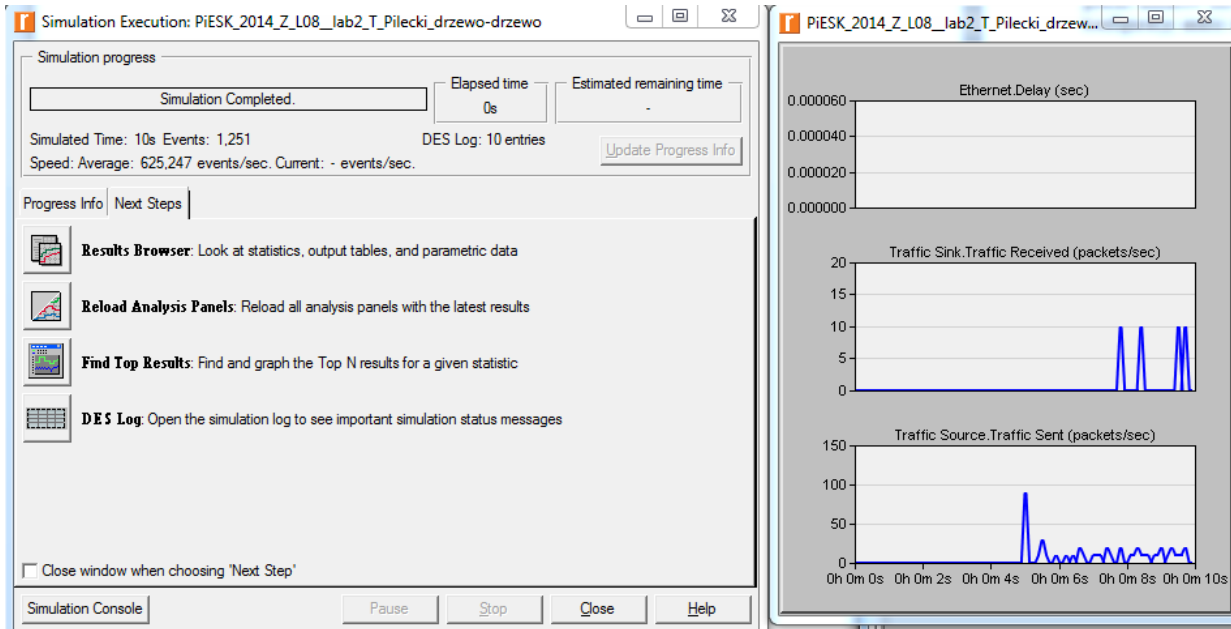 Simulation Execution: PiESK_2014_Z_L08__lab2_T_Pilecki_drzewo-drzewo
Simulation progress
Simulation Completed.
Elapsed time
0s
Estimated remaining time
-
Simulated Time: 10s Events: 1,251
DES Log: 10 entries
Speed: Average: 625,247 events/sec. Current: - events/sec.
Update Progress Info
Progress Info
Next Steps
Results Browser: Look at statistics, output tables, and parametric data
Reload Analysis Panels: Reload all analysis panels with the latest results
Find Top Results: Find and graph the Top N results for a given statistic
DES Log: Open the simulation log to see important simulation status messages
Close window when choosing 'Next Step'
Simulation Console
Pause
Stop
Close
Help
PiESK_2014_Z_L08__lab2_T_Pilecki_drzew...
Ethernet.Delay (sec)
0.000060
0.000040
0.000020
0.000000
Traffic Sink.Traffic Received (packets/sec)
20
15
10
5
0
Traffic Source.Traffic Sent (packets/sec)
150
100
50
0
0h 0m 0s 0h 0m 2s 0h 0m 4s 0h 0m 6s 0h 0m 8s 0h 0m 10s